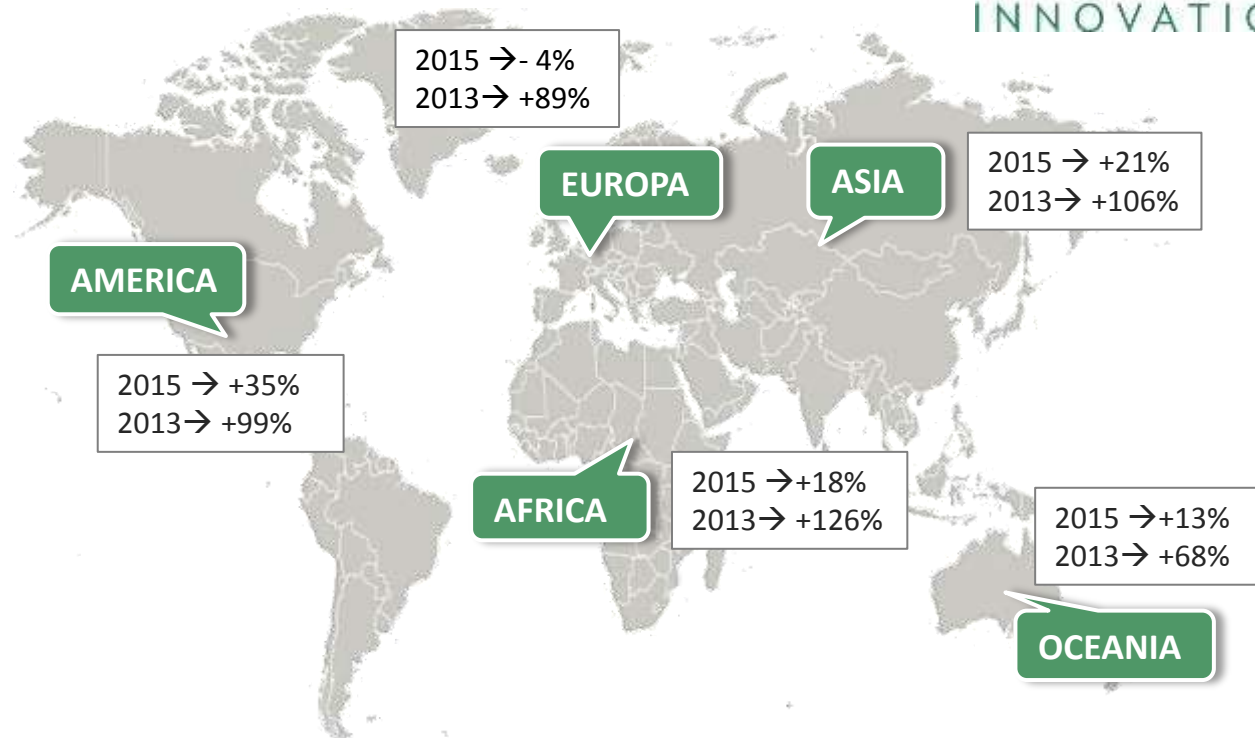 2015 → - 4%
2013 → +89%
EUROPA
ASIA
2015 → +21%
2013 → +106%
AMERICA
2015 → +35%
2013 → +99%
AFRICA
2015 → +18%
2013 → +126%
2015 → +13%
2013 → +68%
OCEANIA